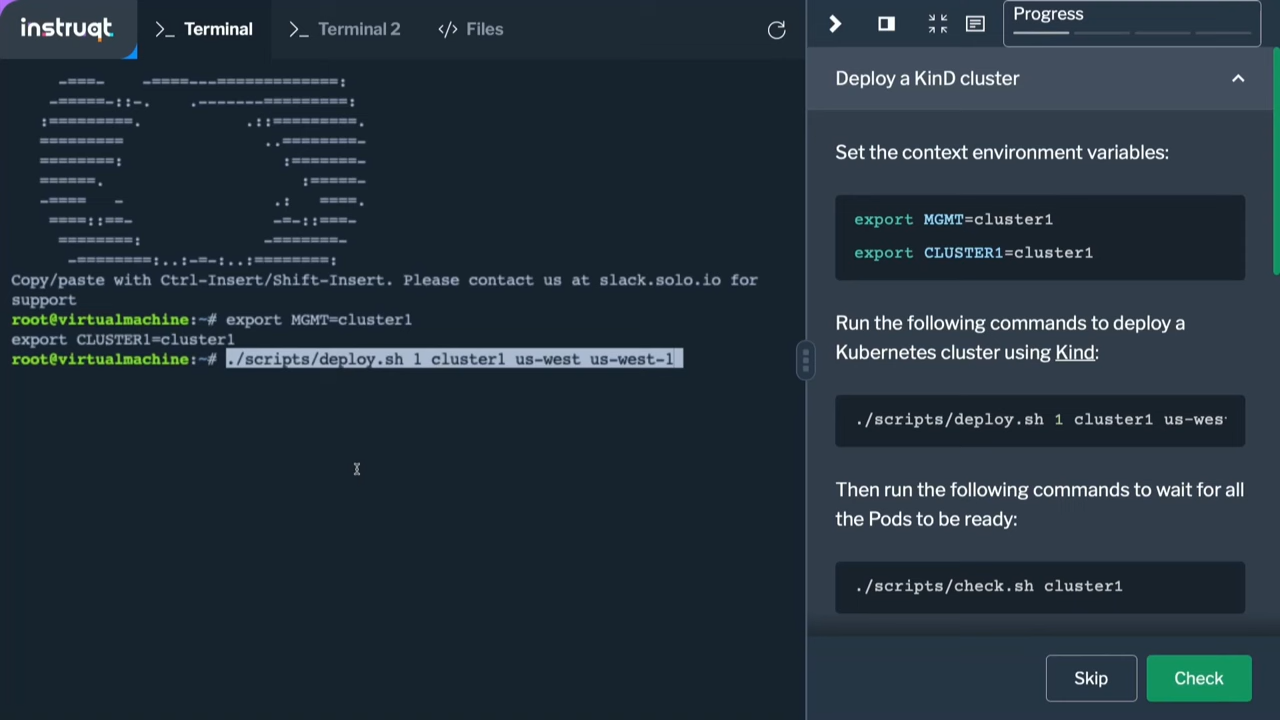 instruqt
>_ Terminal
>_ Terminal 2
</> Files
Progress
Copy/paste with Ctrl-Insert/Shift-Insert. Please contact us at slack.solo.io for
support
root@virtualmachine:~# export MGMT=cluster1
export CLUSTER1=cluster1
root@virtualmachine:~# ./scripts/deploy.sh 1 cluster1 us-west us-west-1
Deploy a KinD cluster
Set the context environment variables:
export MGMT=cluster1
export CLUSTER1=cluster1
Run the following commands to deploy a
Kubernetes cluster using Kind:
./scripts/deploy.sh 1 cluster1 us-wes
Then run the following commands to wait for all
the Pods to be ready:
./scripts/check.sh cluster1
Skip
Check